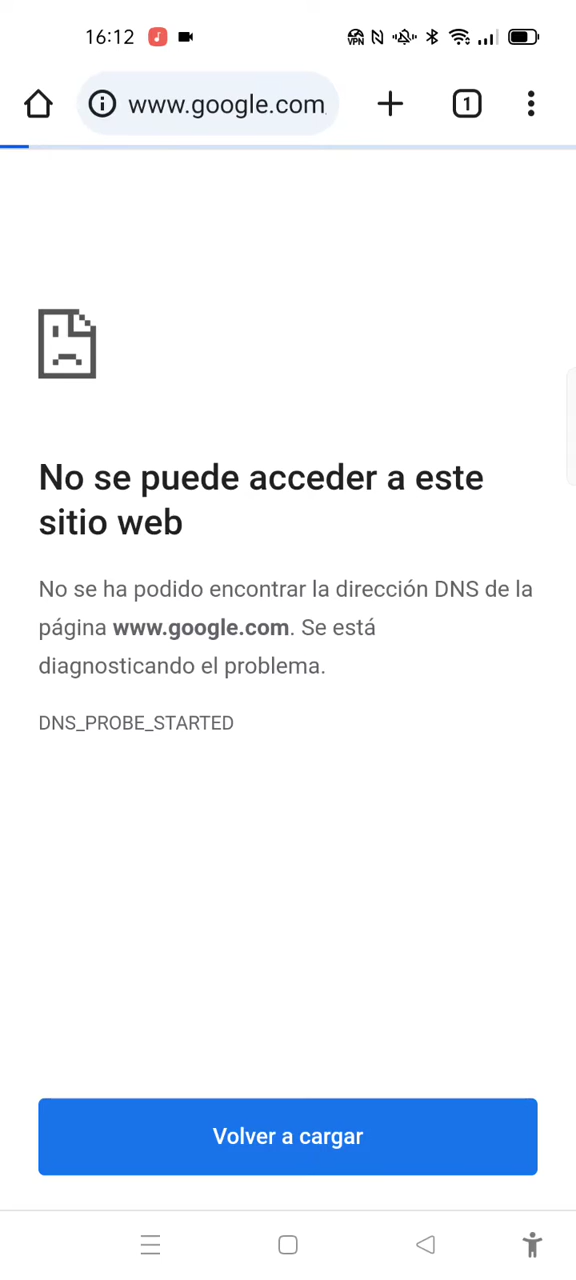 16:12
VPN
www.google.com
1
No se puede acceder a este
sitio web
No se ha podido encontrar la dirección DNS de la
página www.google.com. Se está
diagnosticando el problema.
DNS_PROBE_STARTED
Volver a cargar